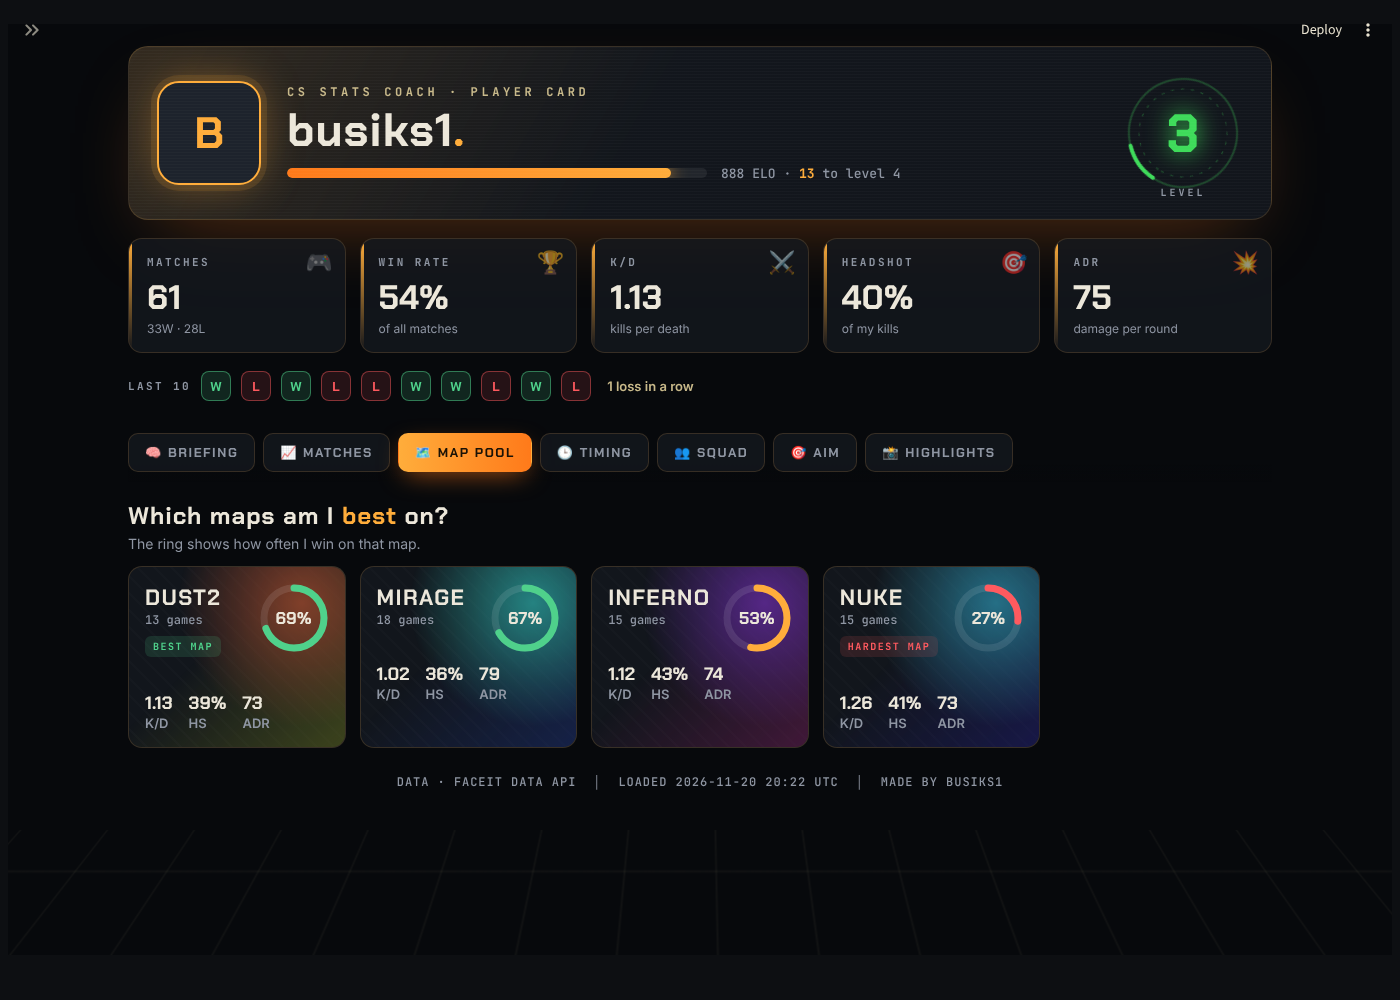 Deploy
B
CS STATS COACH · PLAYER CARD
busiks1.
888 ELO · 13 to level 4
3
LEVEL
MATCHES
61
33W · 28L
WIN RATE
54%
of all matches
K/D
1.13
kills per death
HEADSHOT
40%
of my kills
ADR
75
damage per round
LAST 10 W L W L L W W L W L 1 loss in a row
BRIEFING MATCHES MAP POOL TIMING SQUAD AIM HIGHLIGHTS
Which maps am I best on?
The ring shows how often I win on that map.
DUST2
13 games
BEST MAP
69%
1.13 39% 73
K/D HS ADR
MIRAGE
18 games
67%
1.02 36% 79
K/D HS ADR
INFERNO
15 games
53%
1.12 43% 74
K/D HS ADR
NUKE
15 games
HARDEST MAP
27%
1.26 41% 73
K/D HS ADR
DATA · FACEIT DATA API | LOADED 2026-11-20 20:22 UTC | MADE BY BUSIKS1